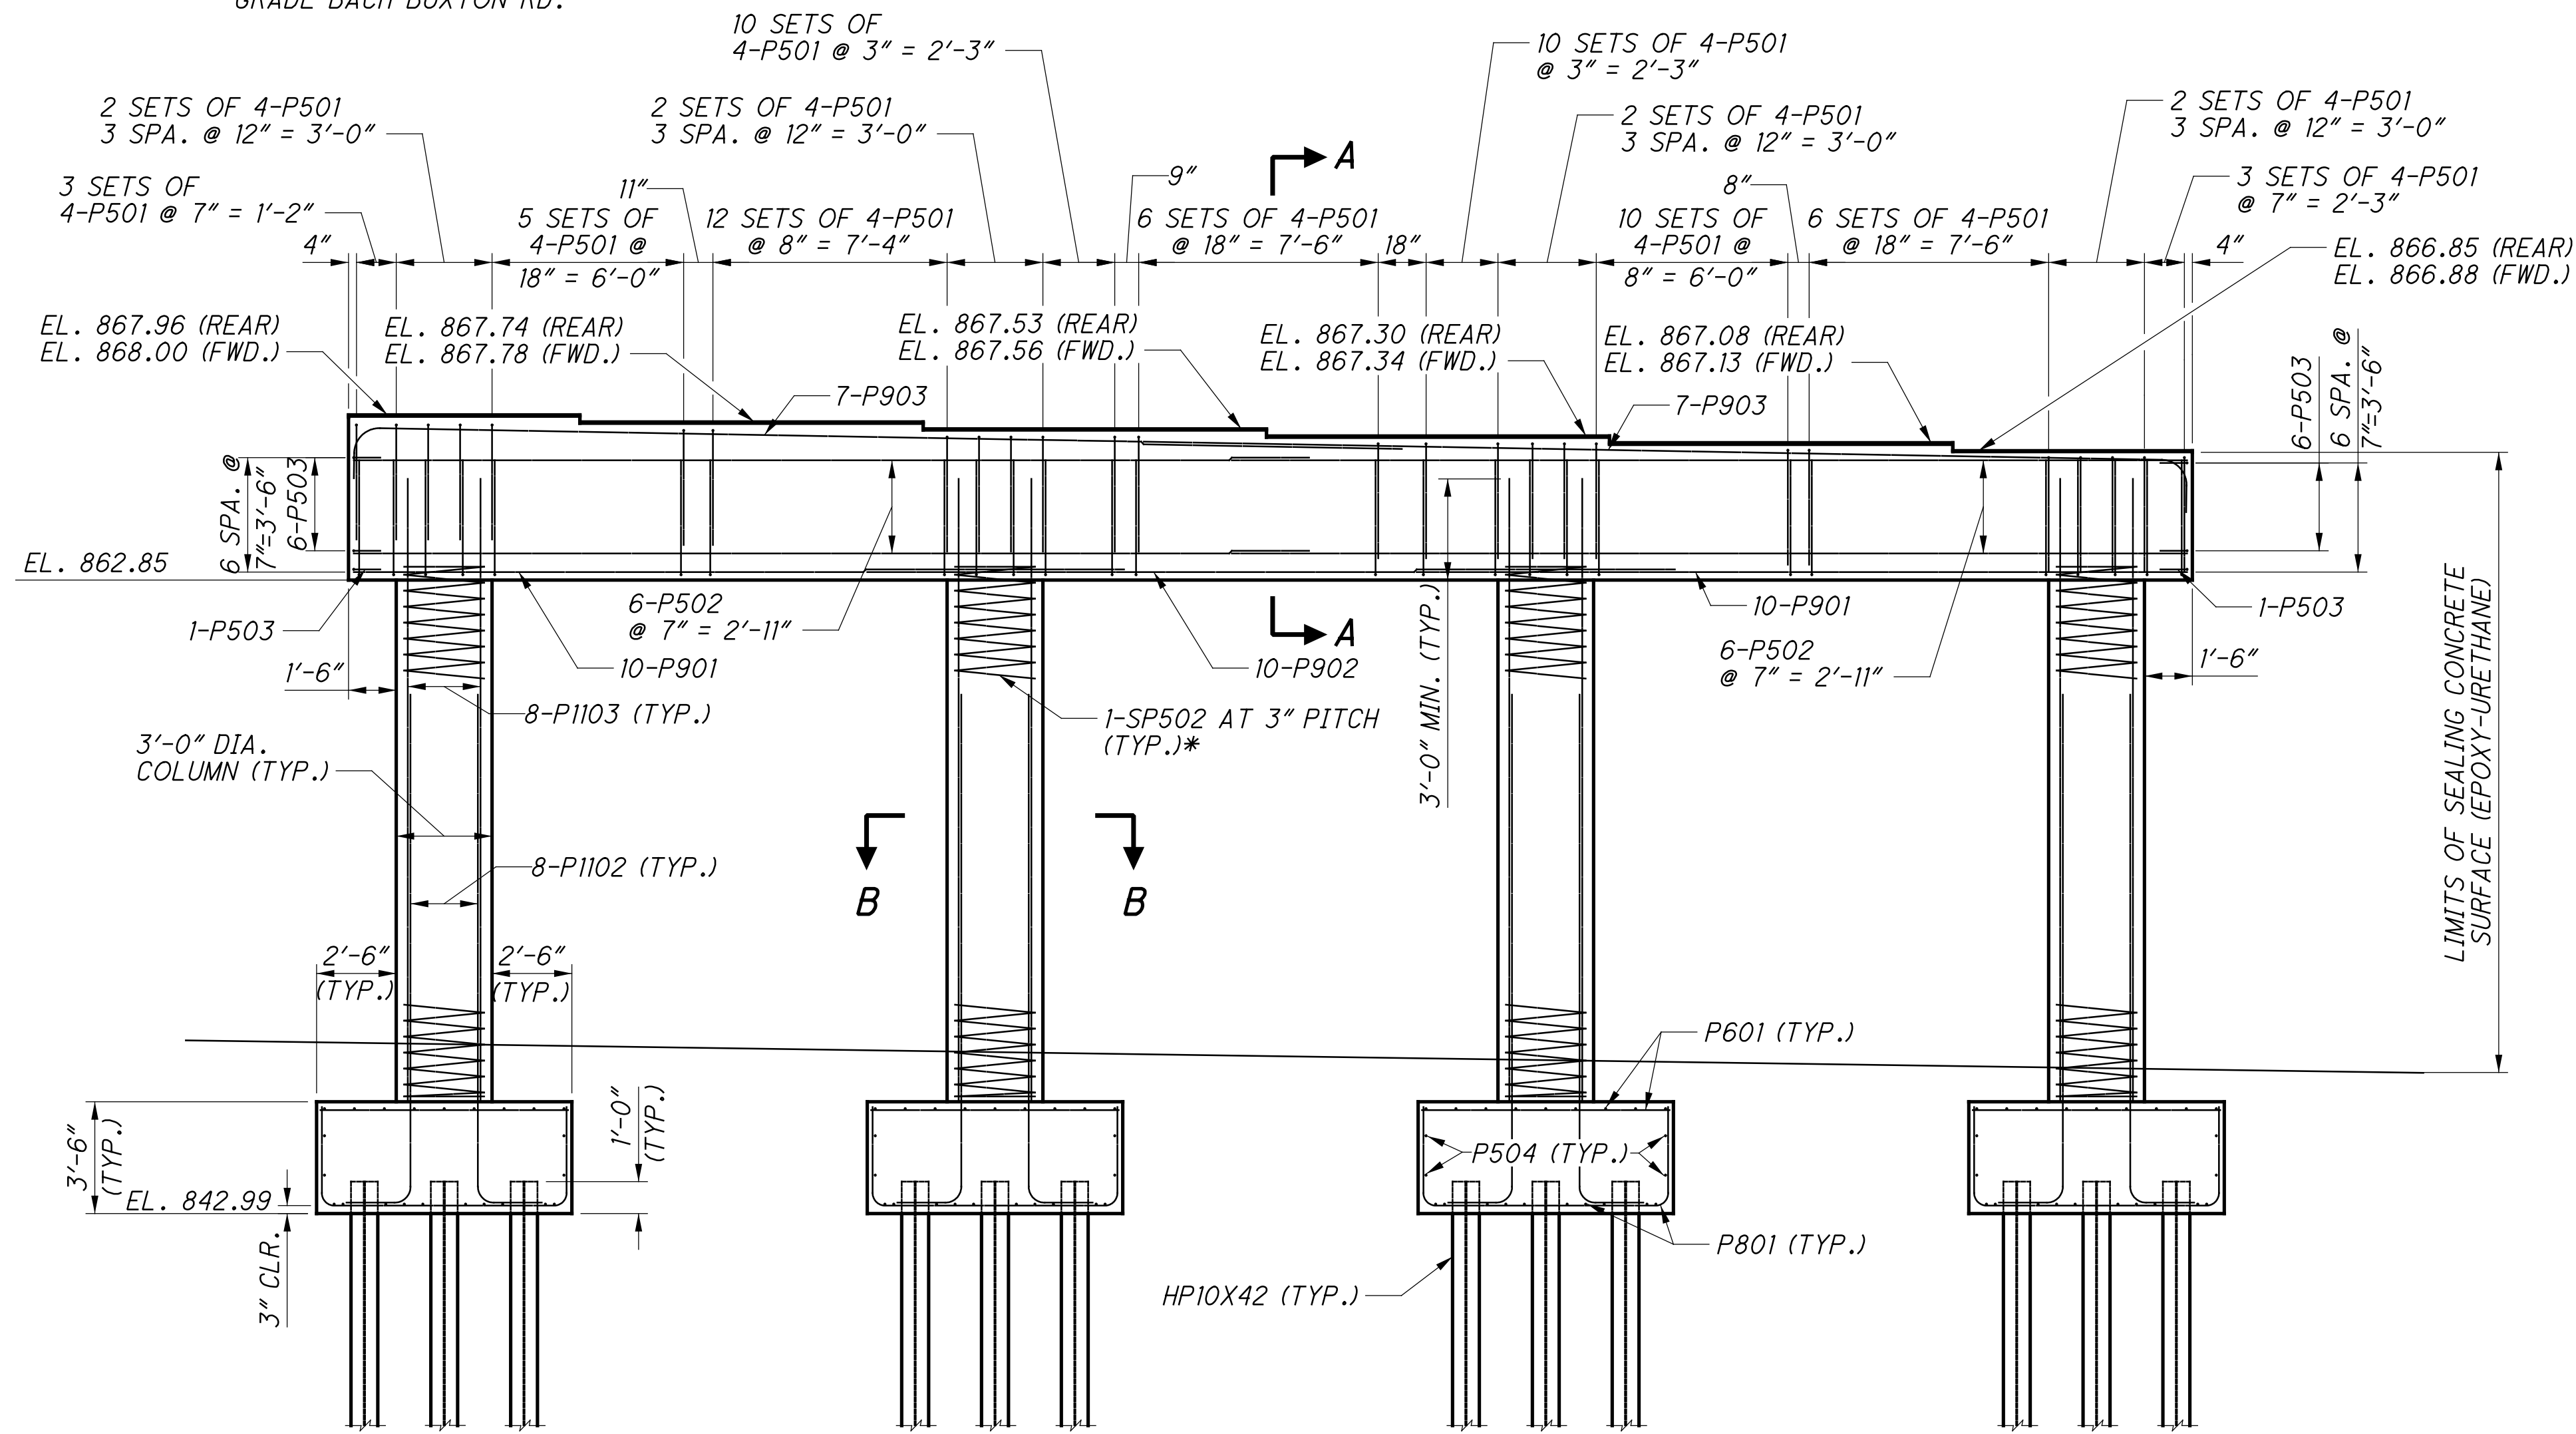 GRADE BACH BUXTON RD.
10 SETS OF
4-P501 @ 3" = 2'-3"
10 SETS OF 4-P501
@ 3" = 2'-3"
2 SETS OF 4-P501
3 SPA. @ 12" = 3'-0"
2 SETS OF 4-P501
3 SPA. @ 12" = 3'-0"
2 SETS OF 4-P501
3 SPA. @ 12" = 3'-0"
2 SETS OF 4-P501
3 SPA. @ 12" = 3'-0"
A
3 SETS OF
4-P501 @ 7" = 1'-2"
4"
5 SETS OF
4-P501 @
18" = 6'-0"
11"
12 SETS OF 4-P501
@ 8" = 7'-4"
9"
6 SETS OF 4-P501
@ 18" = 7'-6"
18"
8"
10 SETS OF
4-P501 @
8" = 6'-0"
6 SETS OF 4-P501
@ 18" = 7'-6"
3 SETS OF 4-P501
@ 7" = 2'-3"
4"
EL. 866.85 (REAR)
EL. 866.88 (FWD.)
EL. 867.96 (REAR)
EL. 868.00 (FWD.)
EL. 867.74 (REAR)
EL. 867.78 (FWD.)
EL. 867.53 (REAR)
EL. 867.56 (FWD.)
EL. 867.30 (REAR)
EL. 867.34 (FWD.)
EL. 867.08 (REAR)
EL. 867.13 (FWD.)
7-P903
7-P903
6-P503
6 SPA. @
7"=3'-6"
6 SPA. @
7"=3'-6"
6-P503
EL. 862.85
1-P503
6-P502
@ 7" = 2'-11"
A
10-P901
1-P503
1'-6"
10-P901
10-P902
6-P502
@ 7" = 2'-11"
1'-6"
8-P1103 (TYP.)
1-SP502 AT 3" PITCH
(TYP.)*
3'-0" MIN. (TYP.)
3'-0" DIA.
COLUMN (TYP.)
LIMITS OF SEALING CONCRETE
SURFACE (EPOXY-URETHANE)
8-P1102 (TYP.)
B
B
2'-6"
(TYP.)
2'-6"
(TYP.)
P601 (TYP.)
3'-6"
(TYP.)
1'-0"
(TYP.)
P504 (TYP.)
EL. 842.99
3" CLR.
P801 (TYP.)
HP10X42 (TYP.)